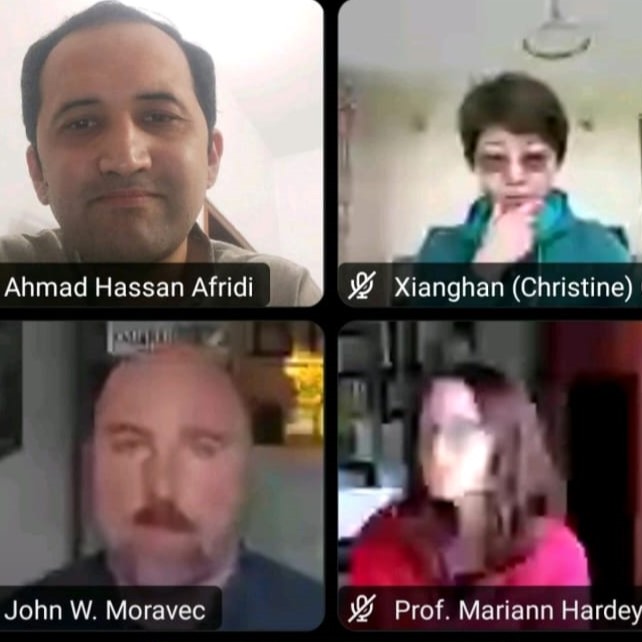 Ahmad Hassan Afridi
Xianghan (Christine)
John W. Moravec
Prof. Mariann Hardey